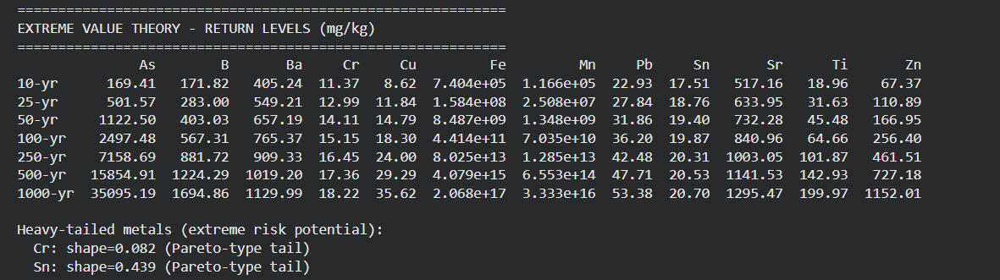 ============================================================
EXTREME VALUE THEORY - RETURN LEVELS (mg/kg)
============================================================
As B Ba Cr Cu Fe Mn Pb Sn Sr Ti Zn
10-yr 169.41 171.82 405.24 11.37 8.62 7.404e+05 1.166e+05 22.93 17.51 517.16 18.96 67.37
25-yr 501.57 283.00 549.21 12.99 11.84 1.584e+08 2.508e+07 27.84 18.76 633.95 31.63 110.89
50-yr 1122.50 403.03 657.19 14.11 14.79 8.487e+09 1.348e+09 31.86 19.40 732.28 45.48 166.95
100-yr 2497.48 567.31 765.37 15.15 18.30 4.414e+11 7.035e+10 36.20 19.87 840.96 64.66 256.40
250-yr 7158.69 881.72 909.33 16.45 24.00 8.025e+13 1.285e+13 42.48 20.31 1003.05 101.87 461.51
500-yr 15854.91 1224.29 1019.20 17.36 29.29 4.079e+15 6.553e+14 47.71 20.53 1141.53 142.93 727.18
1000-yr 35095.19 1694.86 1129.99 18.22 35.62 2.068e+17 3.333e+16 53.38 20.70 1295.47 199.97 1152.01
Heavy-tailed metals (extreme risk potential):
Cr: shape=0.082 (Pareto-type tail)
Sn: shape=0.439 (Pareto-type tail)